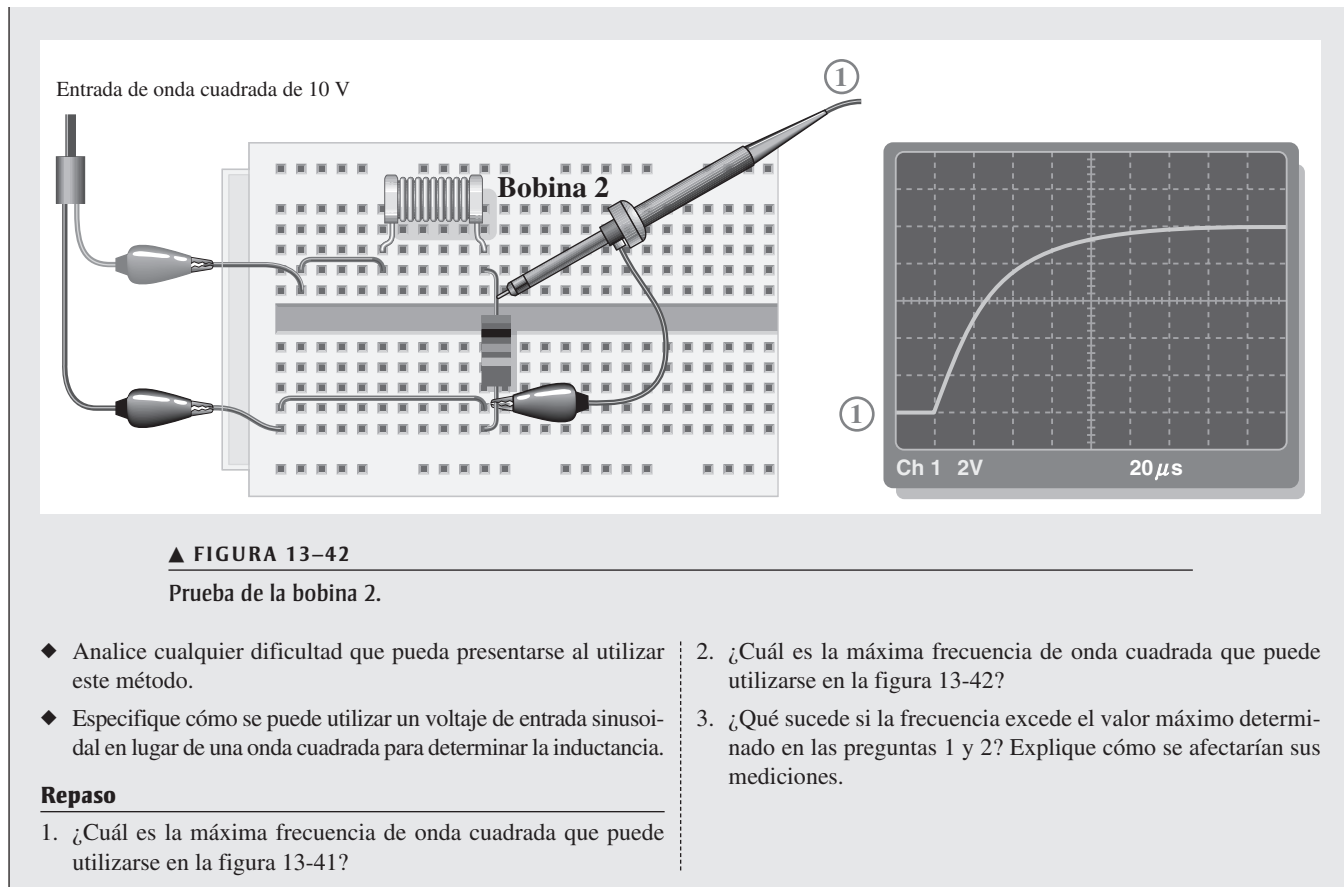 Entrada de onda cuadrada de 10 V
1
Bobina 2
1
Ch 1 2V 20 μs
▲ FIGURA 13–42
Prueba de la bobina 2.
◆ Analice cualquier dificultad que pueda presentarse al utilizar
este método.
◆ Especifique cómo se puede utilizar un voltaje de entrada sinusoi-
dal en lugar de una onda cuadrada para determinar la inductancia.
Repaso
1. ¿Cuál es la máxima frecuencia de onda cuadrada que puede
utilizarse en la figura 13-41?
2. ¿Cuál es la máxima frecuencia de onda cuadrada que puede
utilizarse en la figura 13-42?
3. ¿Qué sucede si la frecuencia excede el valor máximo determi-
nado en las preguntas 1 y 2? Explique cómo se afectarían sus
mediciones.